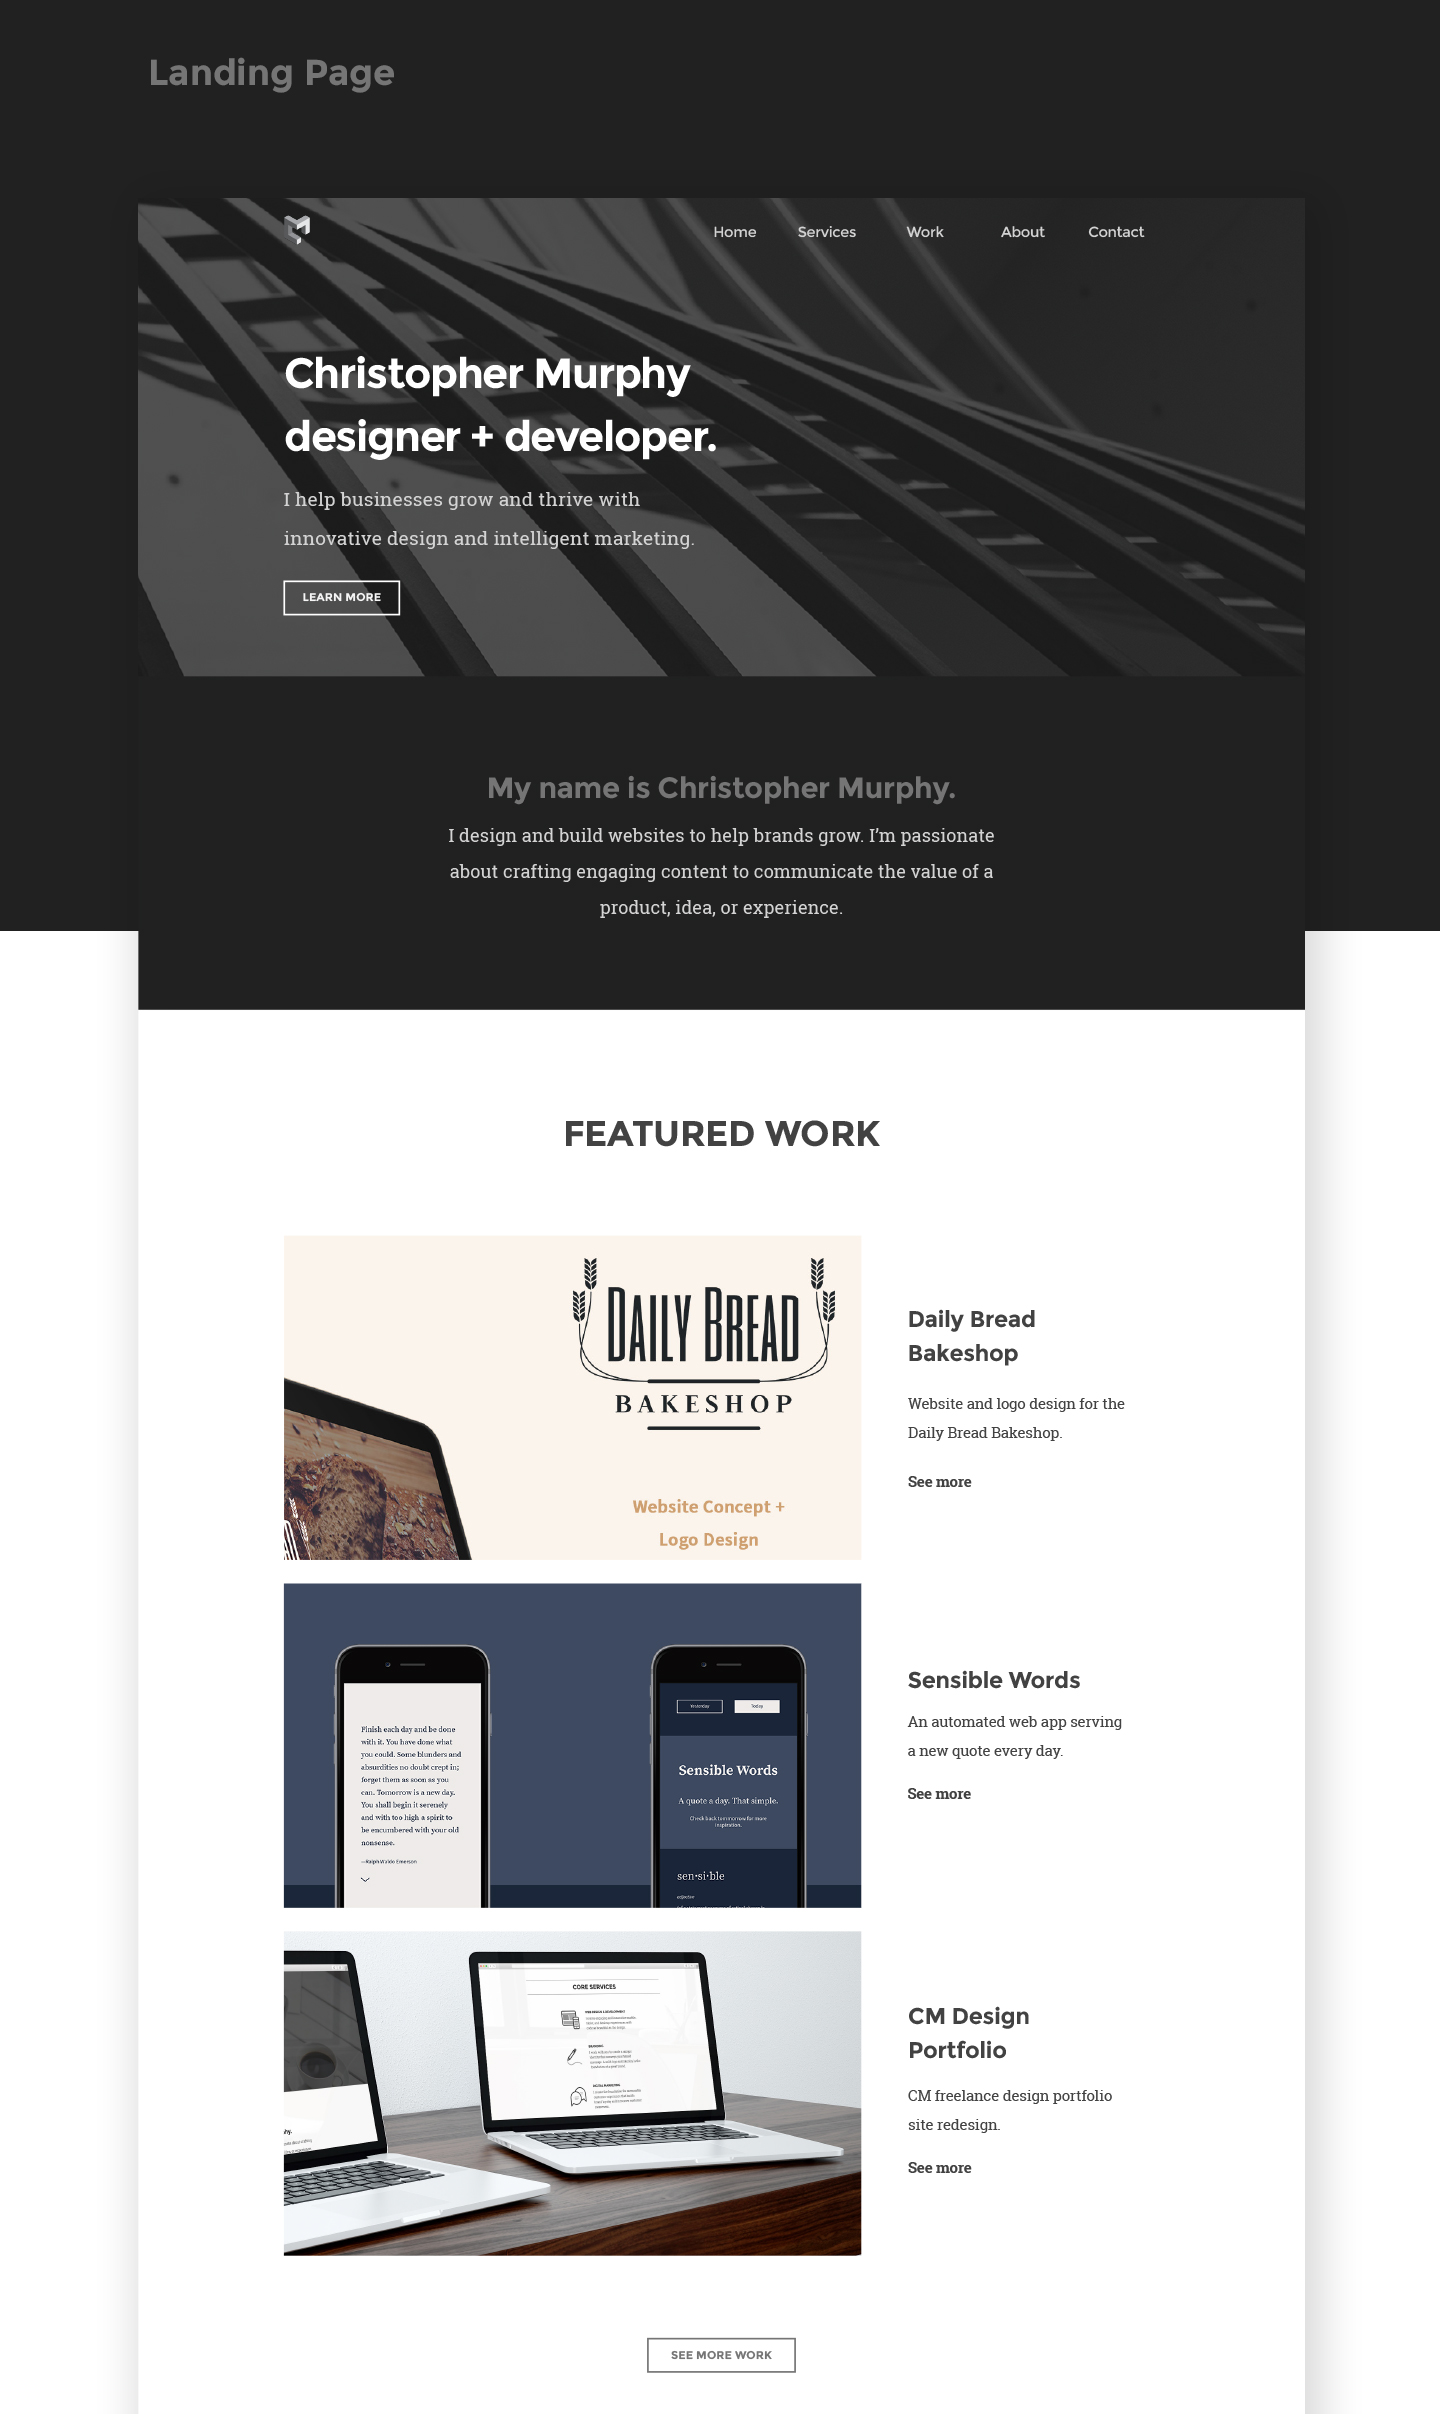 Landing Page
Home Services Work About Contact
Christopher Murphy
designer + developer.
I help businesses grow and thrive with
innovative design and intelligent marketing.
LEARN MORE
My name is Christopher Murphy.
I design and build websites to help brands grow. I’m passionate
about crafting engaging content to communicate the value of a
product, idea, or experience.
FEATURED WORK
DAILY BREAD
BAKESHOP
Website Concept +
Logo Design
Daily Bread
Bakeshop
Website and logo design for the
Daily Bread Bakeshop.
See more
Finish each day and be done
with it. You have done what
you could. Some blunders and
absurdities no doubt crept in;
forget them as soon as you
can. Tomorrow is a new day.
You shall begin it serenely
and with too high a spirit to
be encumbered with your old
nonsense.
—Ralph Waldo Emerson
Yesterday Today
Sensible Words
A quote a day. That simple.
Check back tommorow for more
inspiration.
sen·si·ble
adjective
Sensible Words
An automated web app serving
a new quote every day.
See more
CORE SERVICES
WEB DESIGN & DEVELOPMENT
BRANDING
DIGITAL MARKETING
CM Design
Portfolio
CM freelance design portfolio
site redesign.
See more
SEE MORE WORK